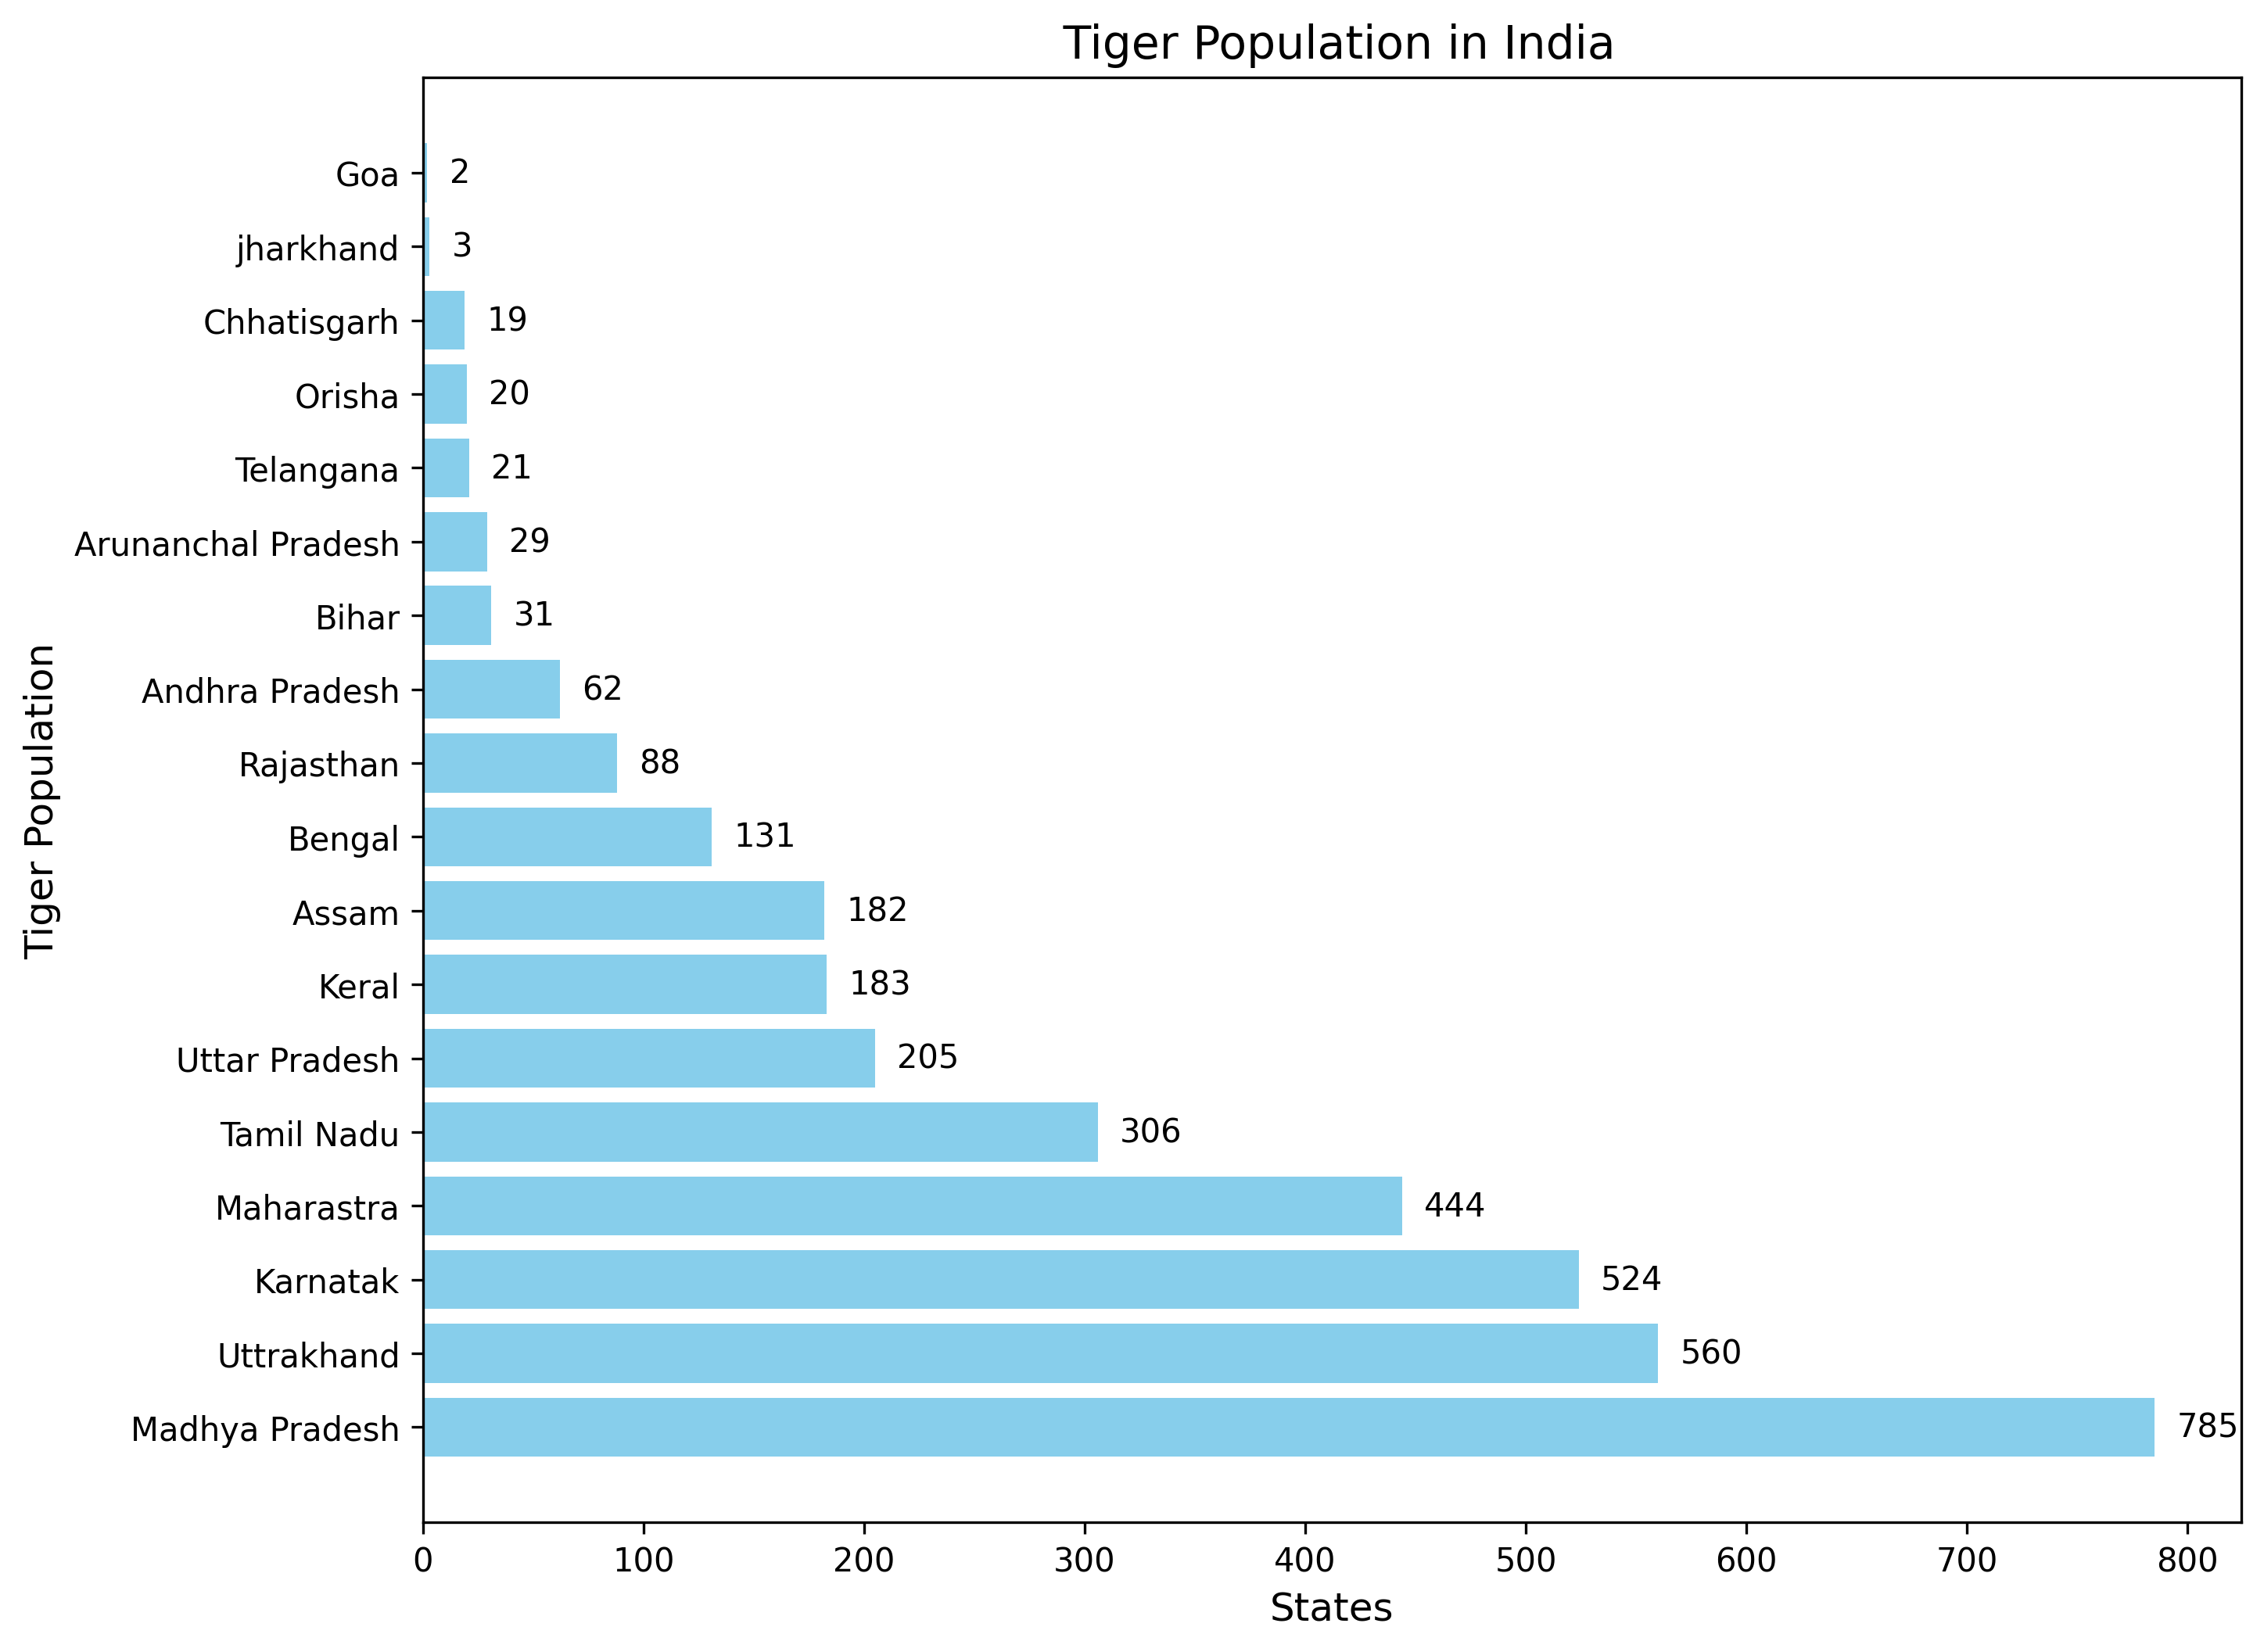 Tiger Population in India
Goa 2
jharkhand 3
Chhatisgarh 19
Orisha 20
Telangana 21
Arunanchal Pradesh 29
Bihar 31
Andhra Pradesh 62
Rajasthan 88
Bengal 131
Assam 182
Keral 183
Uttar Pradesh 205
Tamil Nadu 306
Maharastra 444
Karnatak 524
Uttrakhand 560
Madhya Pradesh 785
Tiger Population
0 100 200 300 400 500 600 700 800
States